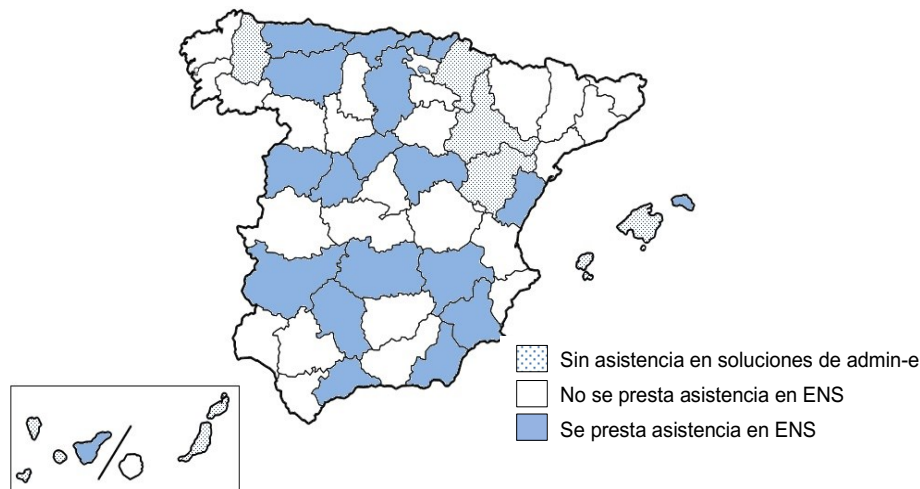 Sin asistencia en soluciones de admin-e
No se presta asistencia en ENS
Se presta asistencia en ENS